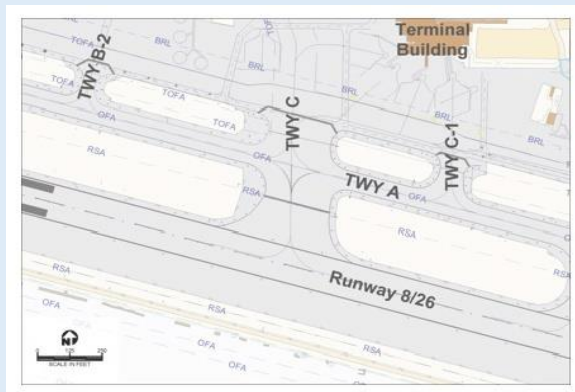 Terminal
Building
BRL
BRL
BRL
BRL
TOFA
TWY B-2
TOFA
TOFA
TOFA
TWY C
TWY C-1
OFA
OFA
TWY A
OFA
RSA
RSA
RSA
Runway 8/26
RSA
RSA
RSA
OFA
OFA
OFA
SCALE IN FEET